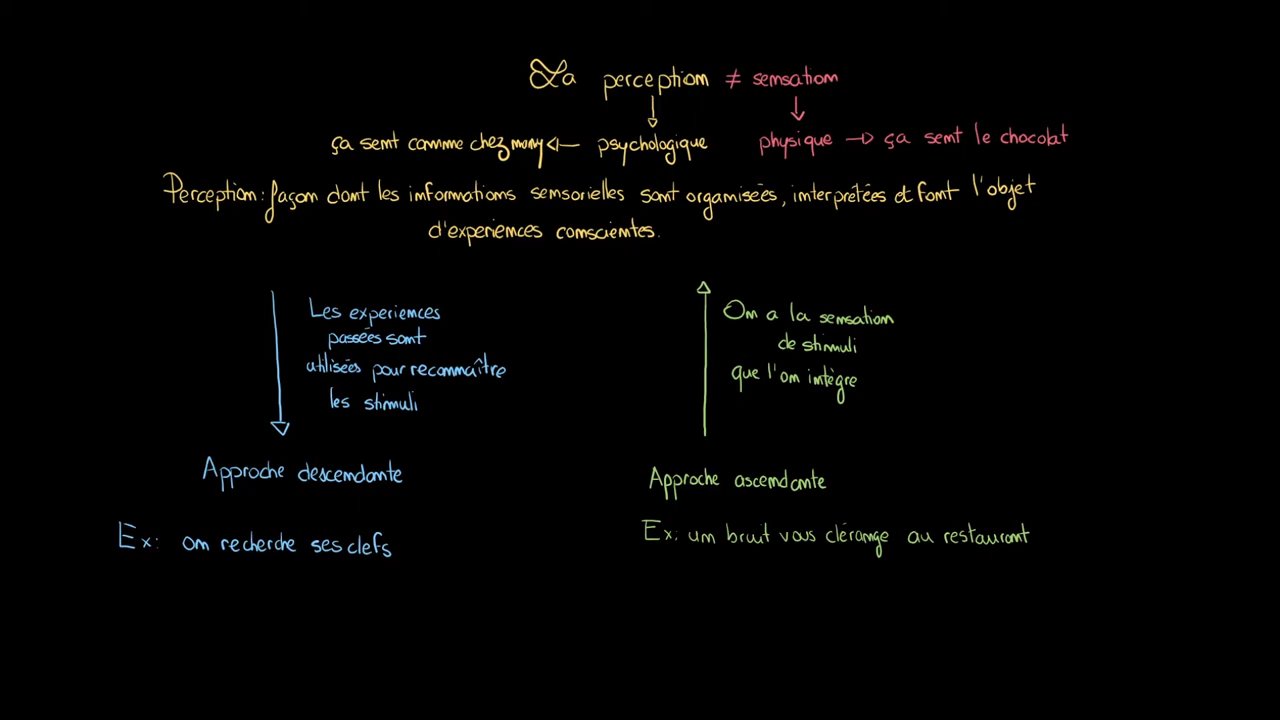 La perception ≠ sensation
ça sent comme chez mamy ← psychologique
physique → ça sent le chocolat
Perception : façon dont les informations sensorielles sont organisées, interprétées et font l'objet
d'experiences conscientes.
Les experiences
passées sont
utilisées pour reconnaître
les stimuli
Approche descendante
Ex: on recherche ses clefs
On a la sensation
de stimuli
que l'on intègre
Approche ascendante
Ex: un bruit vous dérange au restaurant